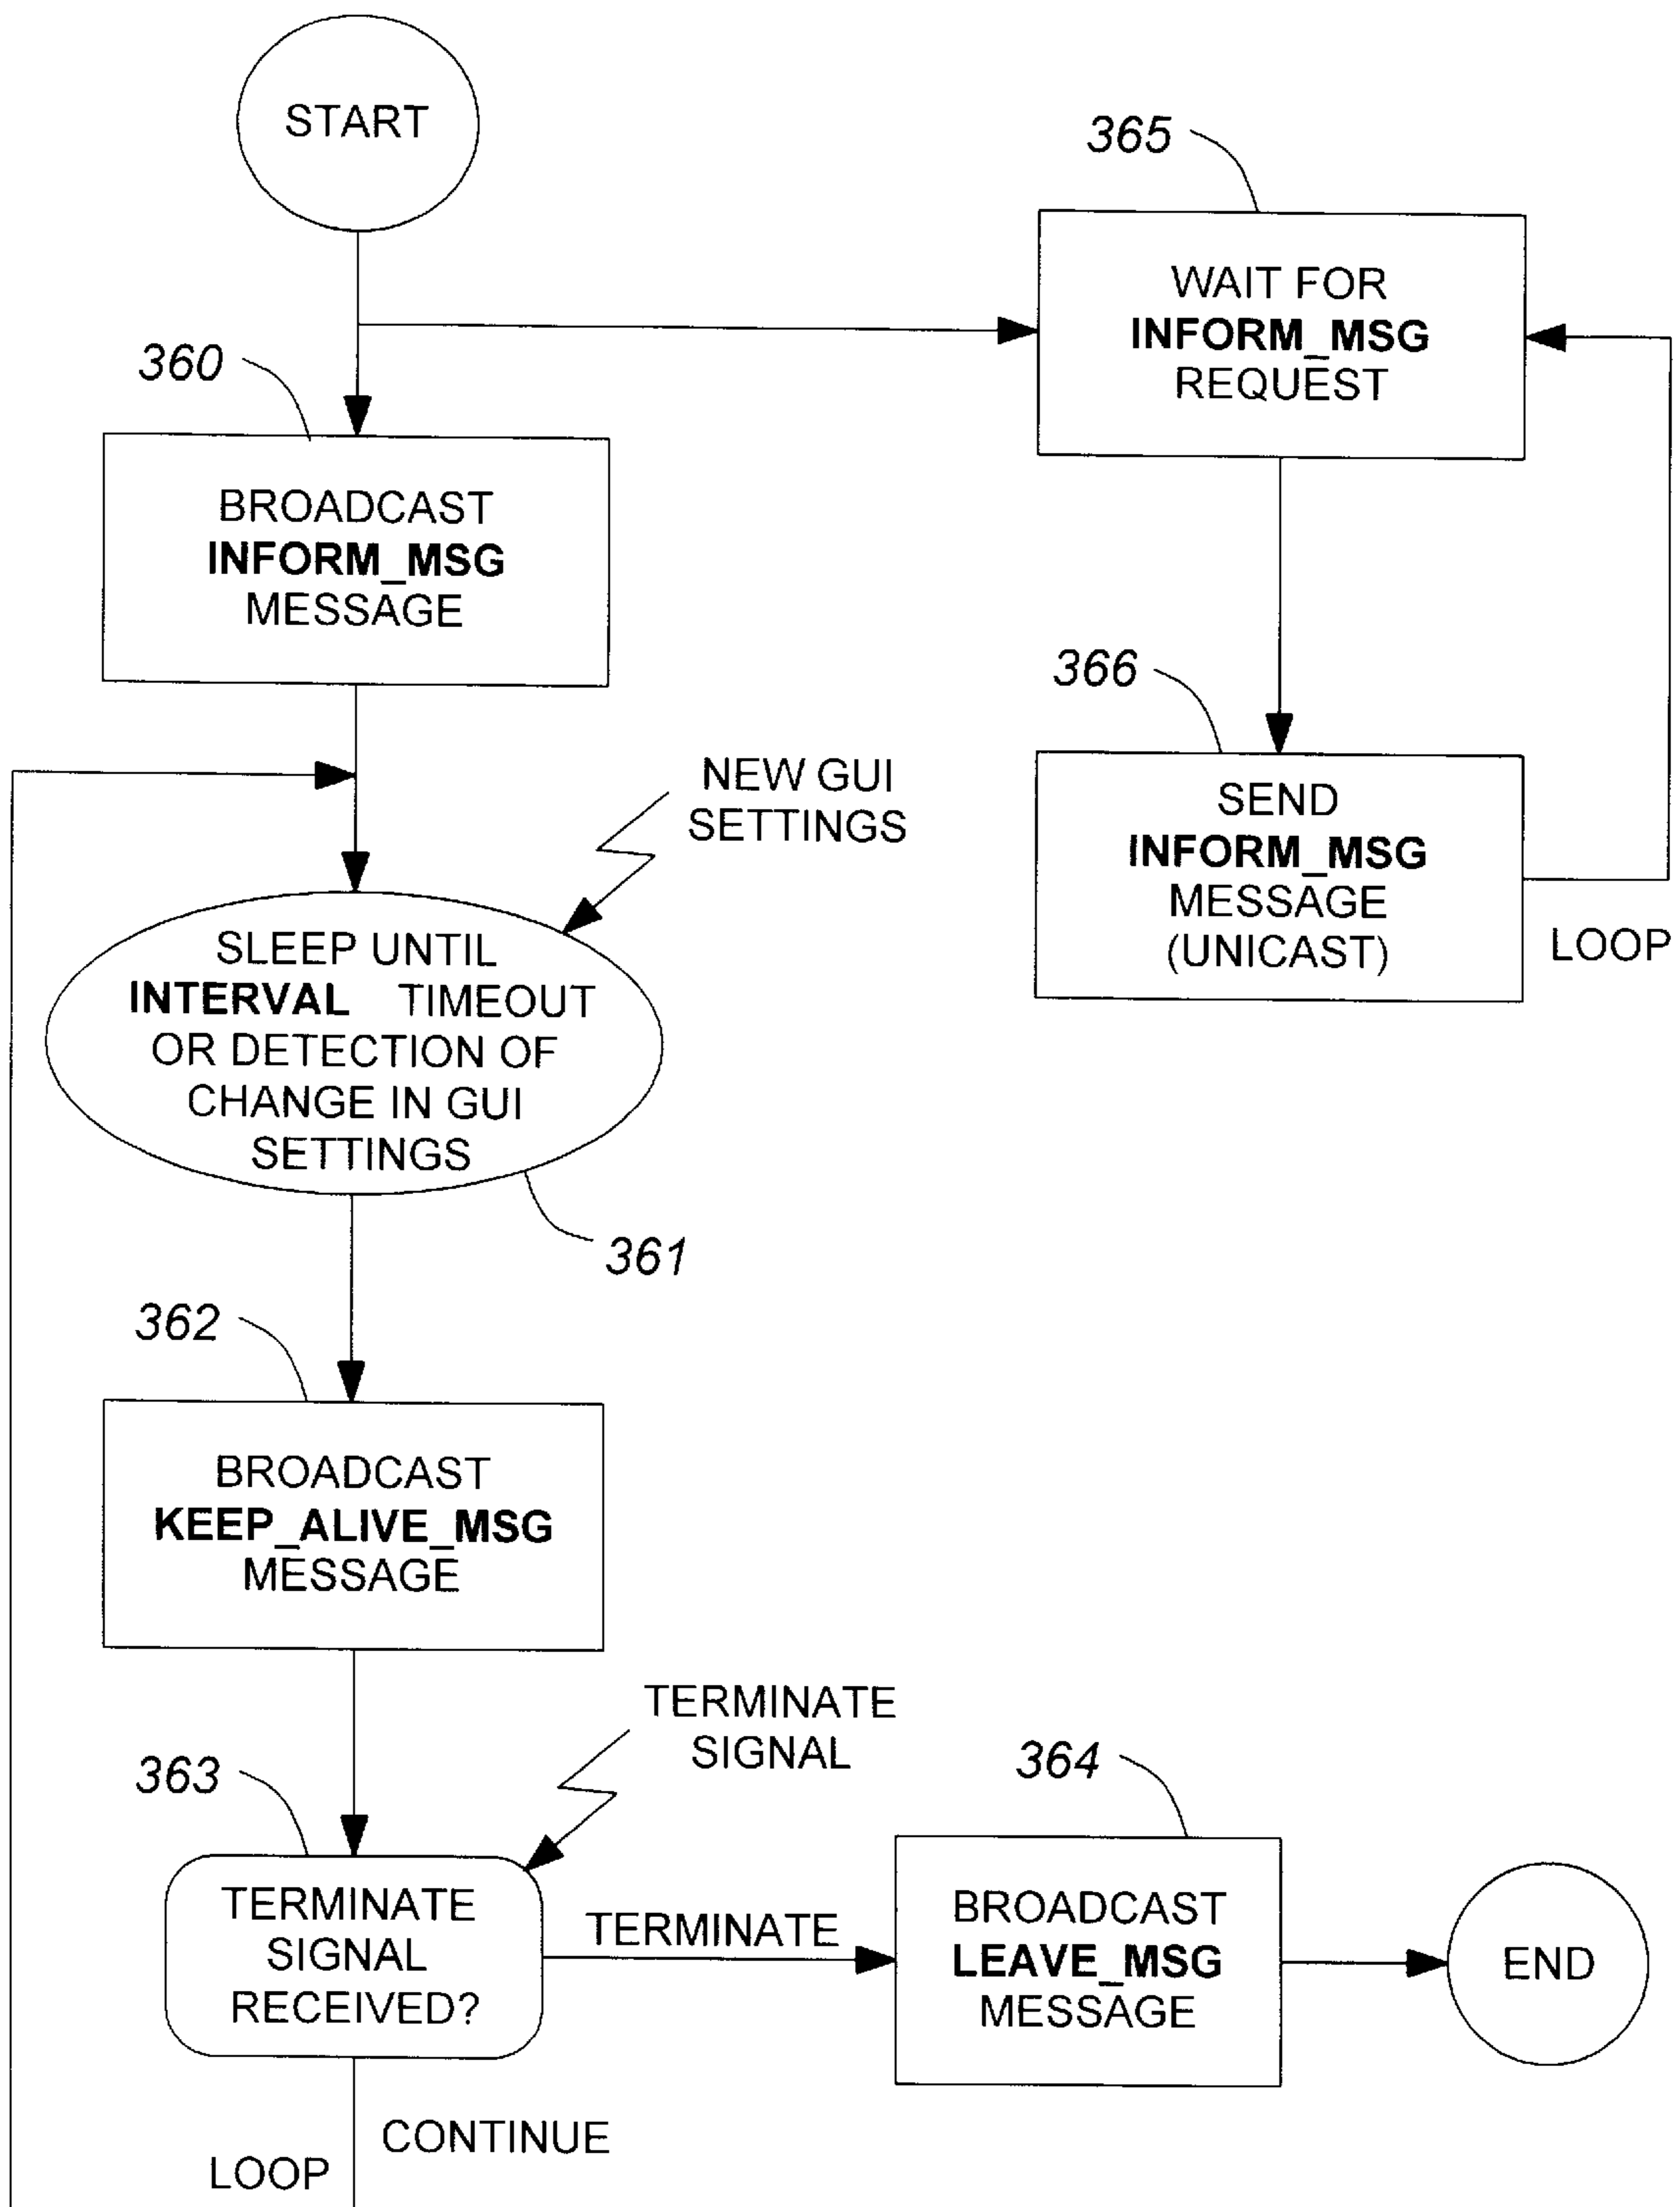 START
365
WAIT FOR
INFORM_MSG
REQUEST
360
BROADCAST
INFORM_MSG
MESSAGE
366
SEND
INFORM_MSG
MESSAGE
(UNICAST)
LOOP
NEW GUI
SETTINGS
SLEEP UNTIL
INTERVAL TIMEOUT
OR DETECTION OF
CHANGE IN GUI
SETTINGS
361
362
BROADCAST
KEEP_ALIVE_MSG
MESSAGE
TERMINATE
SIGNAL
363
TERMINATE
SIGNAL
RECEIVED?
TERMINATE
364
BROADCAST
LEAVE_MSG
MESSAGE
END
CONTINUE
LOOP